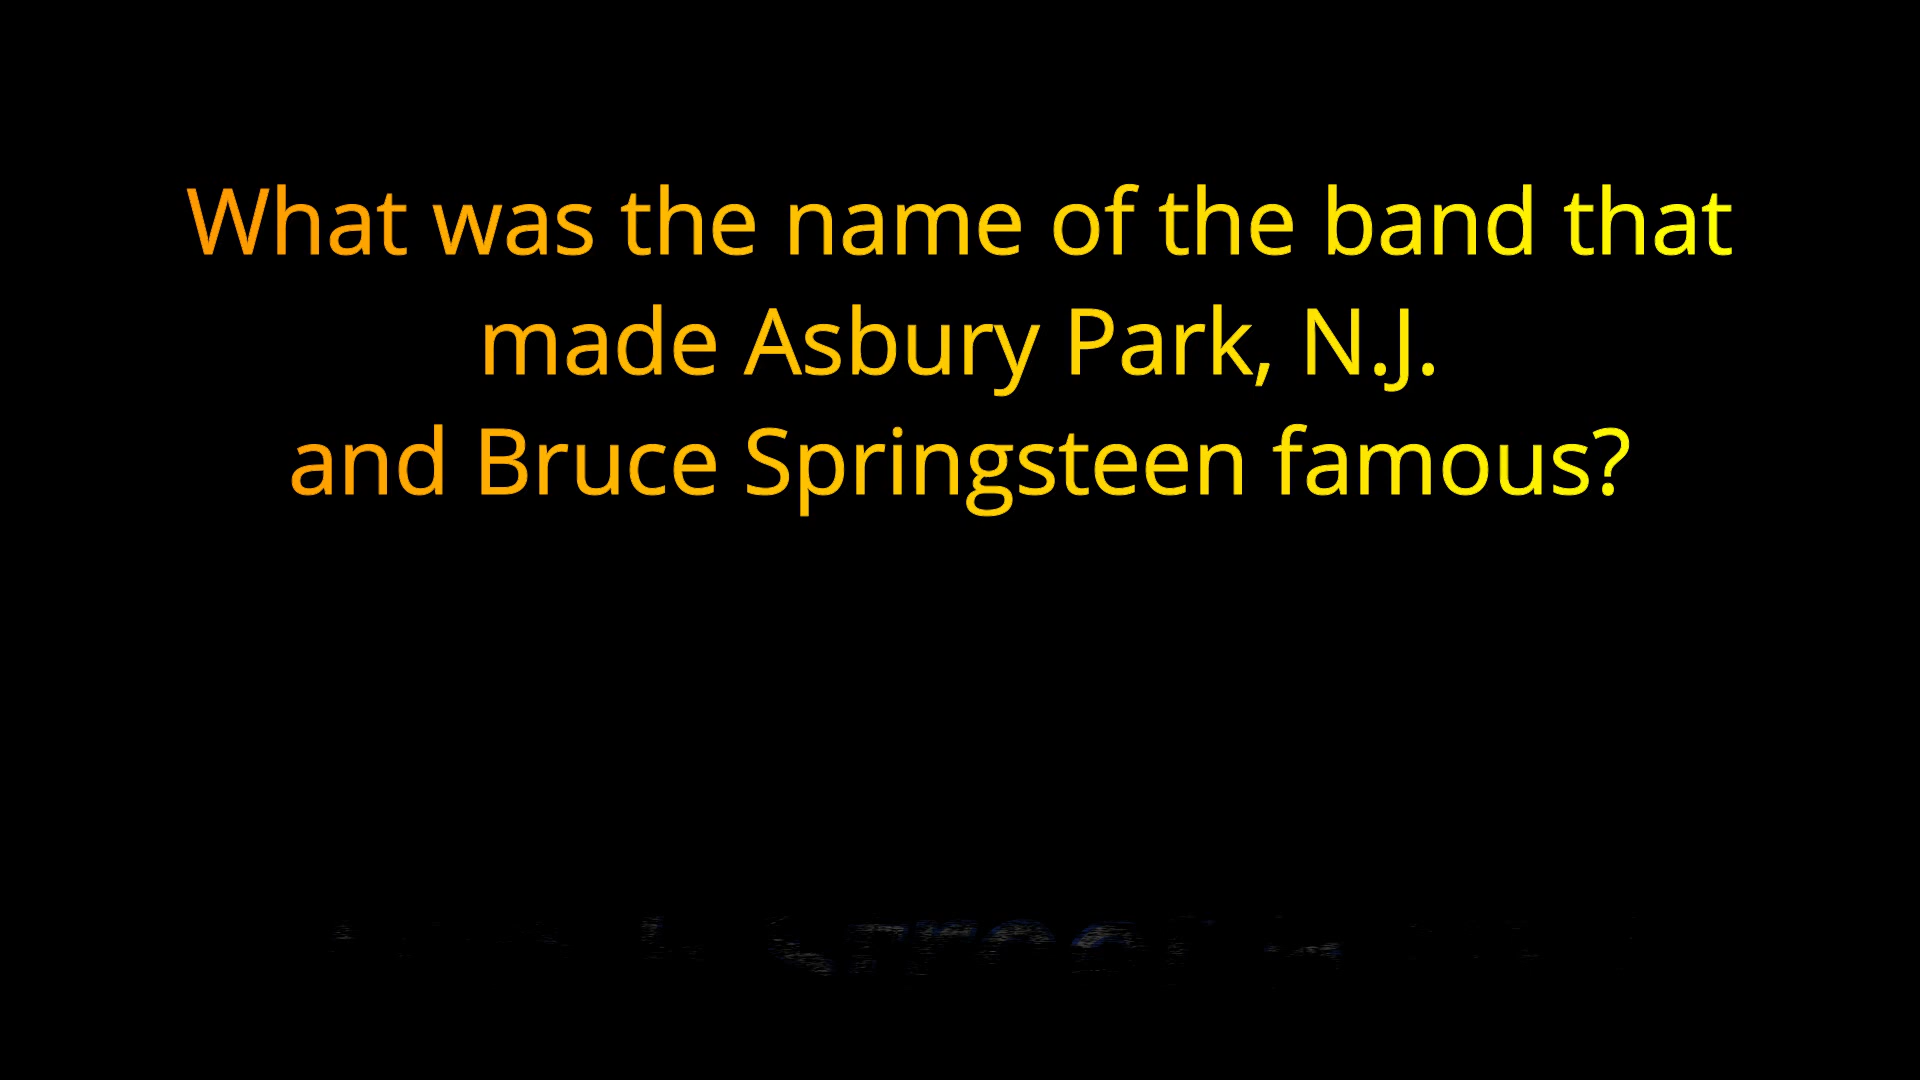 What was the name of the band that
made Asbury Park, N.J.
and Bruce Springsteen famous?